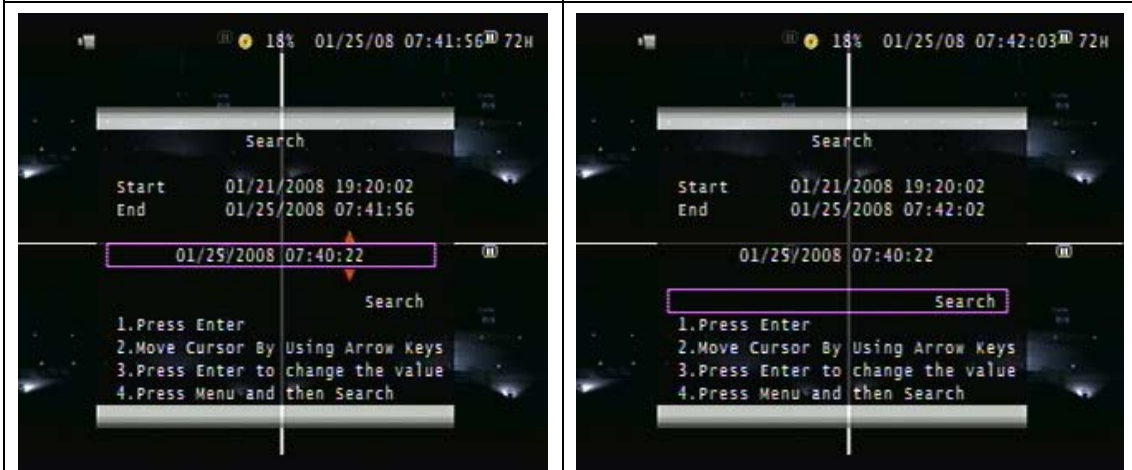 18% 01/25/08 07:41:56 72H
Search
Start 01/21/2008 19:20:02
End 01/25/2008 07:41:56
01/25/2008 07:40:22
Search
1.Press Enter
2.Move Cursor By Using Arrow Keys
3.Press Enter to change the value
4.Press Menu and then Search
18% 01/25/08 07:42:03 72H
Search
Start 01/21/2008 19:20:02
End 01/25/2008 07:42:02
01/25/2008 07:40:22
Search
1.Press Enter
2.Move Cursor By Using Arrow Keys
3.Press Enter to change the value
4.Press Menu and then Search